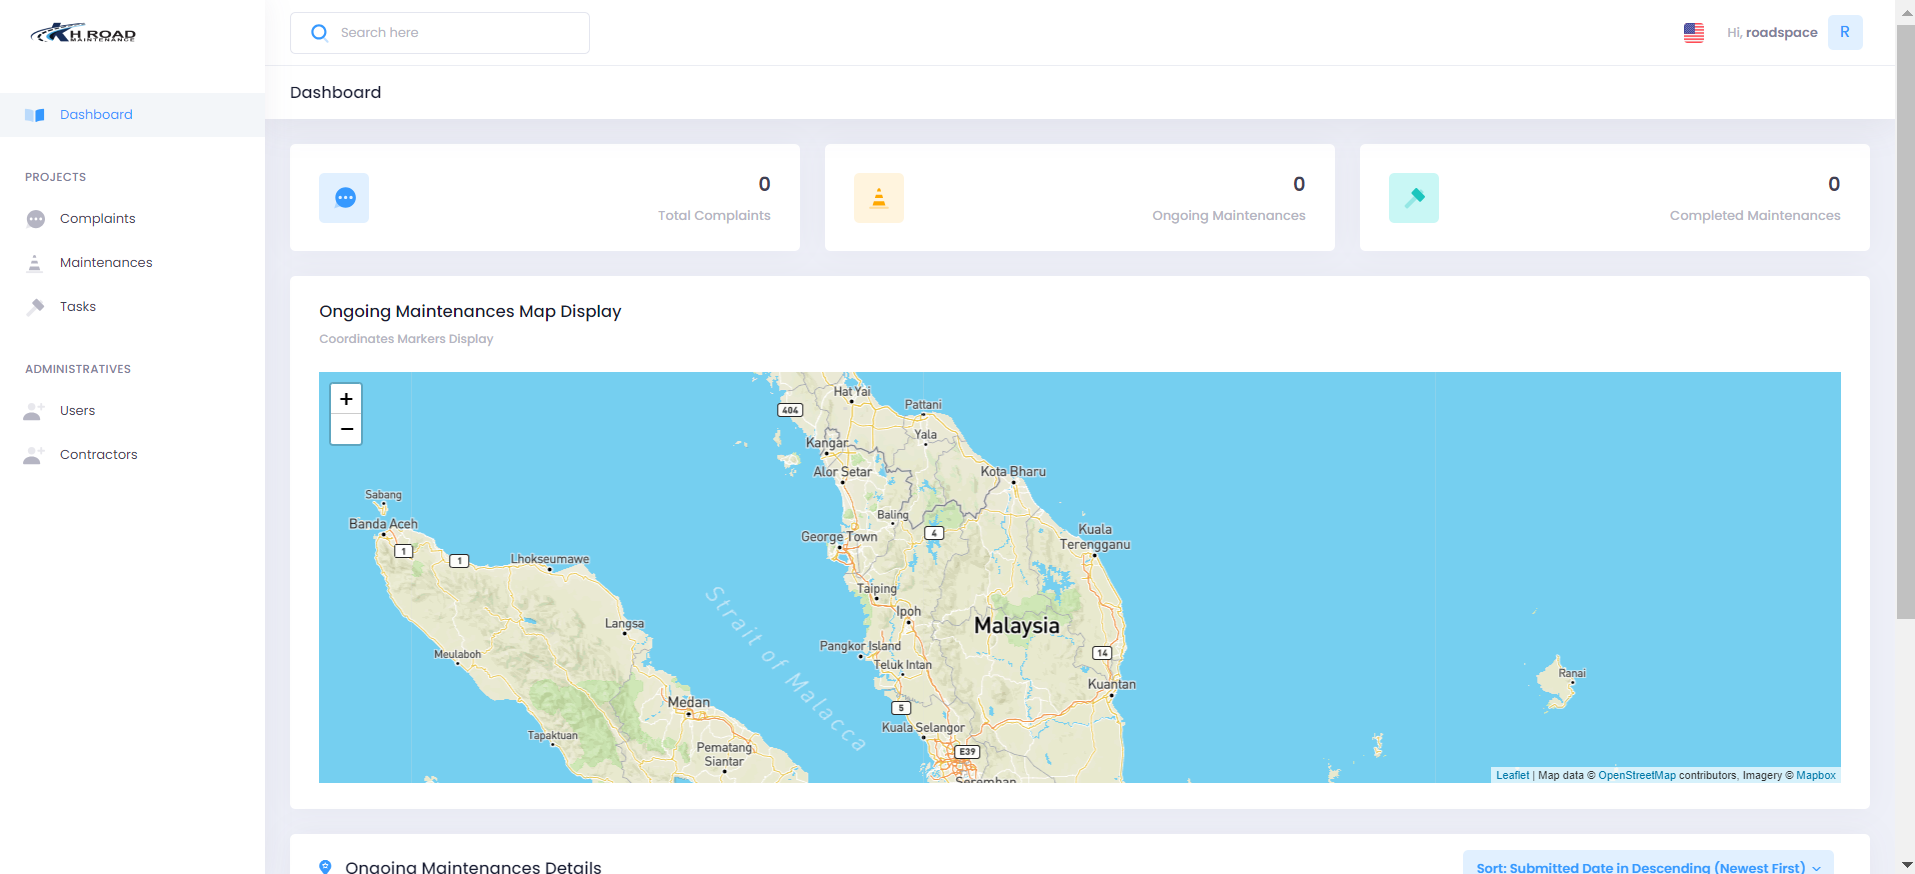 KH ROAD
MAINTENANCE
Search here
Hi, roadspace R
Dashboard
Dashboard
PROJECTS
Complaints
Maintenances
Tasks
ADMINISTRATIVES
Users
Contractors
0
Total Complaints
0
Ongoing Maintenances
0
Completed Maintenances
Ongoing Maintenances Map Display
Coordinates Markers Display
+
−
Hat Yai
404
Pattani
Yala
Kangar
Alor Setar
Kota Bharu
Sabang
Banda Aceh
Baling
George Town
4
Kuala
Terengganu
1
1
Lhokseumawe
Taiping
Strait of Malacca
Ipoh
Langsa
Malaysia
Pangkor Island
Meulaboh
14
Teluk Intan
Ranai
Kuantan
Medan
5
Kuala Selangor
Tapaktuan
Pematang
Siantar
E39
Seremban
Leaflet | Map data © OpenStreetMap contributors, Imagery © Mapbox
Ongoing Maintenances Details
Sort: Submitted Date in Descending (Newest First)